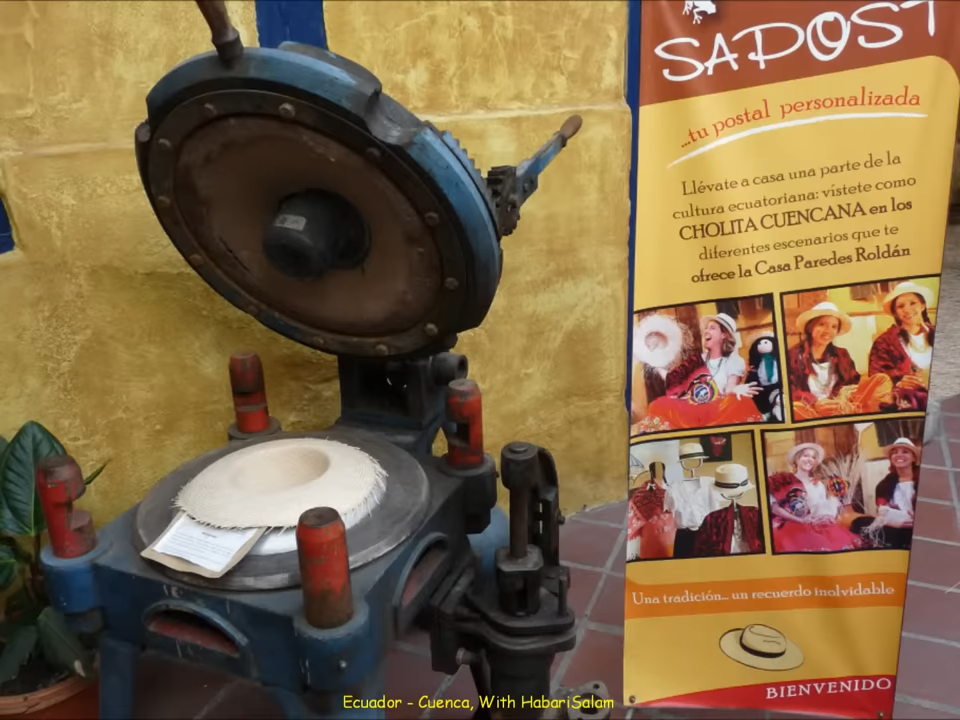 SAPOST
...tu postal personalizada
Llévate a casa una parte de la
cultura ecuatoriana: vístete como
CHOLITA CUENCANA en los
diferentes escenarios que te
ofrece la Casa Paredes Roldán
Una tradición... un recuerdo inolvidable
BIENVENIDO
Ecuador - Cuenca, With HabariSalam